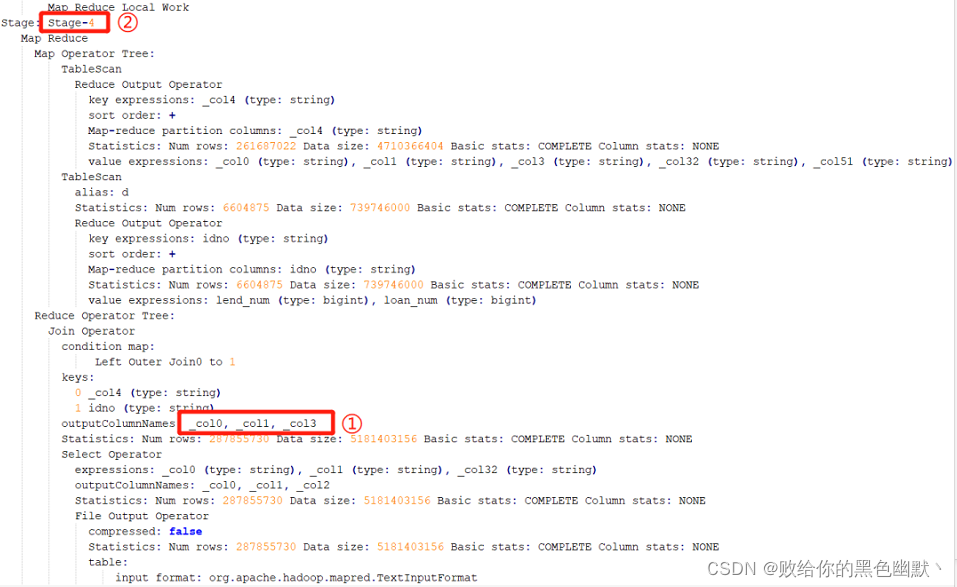 Map Reduce Local Work
Stage: Stage-4 ②
Map Reduce
Map Operator Tree:
TableScan
Reduce Output Operator
key expressions: _col4 (type: string)
sort order: +
Map-reduce partition columns: _col4 (type: string)
Statistics: Num rows: 261687022 Data size: 4710366404 Basic stats: COMPLETE Column stats: NONE
value expressions: _col0 (type: string), _col1 (type: string), _col3 (type: string), _col32 (type: string), _col51 (type: string)
TableScan
alias: d
Statistics: Num rows: 6604875 Data size: 739746000 Basic stats: COMPLETE Column stats: NONE
Reduce Output Operator
key expressions: idno (type: string)
sort order: +
Map-reduce partition columns: idno (type: string)
Statistics: Num rows: 6604875 Data size: 739746000 Basic stats: COMPLETE Column stats: NONE
value expressions: lend_num (type: bigint), loan_num (type: bigint)
Reduce Operator Tree:
Join Operator
condition map:
Left Outer Join0 to 1
keys:
0 _col4 (type: string)
1 idno (type: string)
outputColumnNames: _col0, _col1, _col3 ①
Statistics: Num rows: 287855730 Data size: 5181403156 Basic stats: COMPLETE Column stats: NONE
Select Operator
expressions: _col0 (type: string), _col1 (type: string), _col32 (type: string)
outputColumnNames: _col0, _col1, _col2
Statistics: Num rows: 287855730 Data size: 5181403156 Basic stats: COMPLETE Column stats: NONE
File Output Operator
compressed: false
Statistics: Num rows: 287855730 Data size: 5181403156 Basic stats: COMPLETE Column stats: NONE
table:
input format: org.apache.hadoop.mapred.TextInputFormat
CSDN @败给你的黑色幽默丶